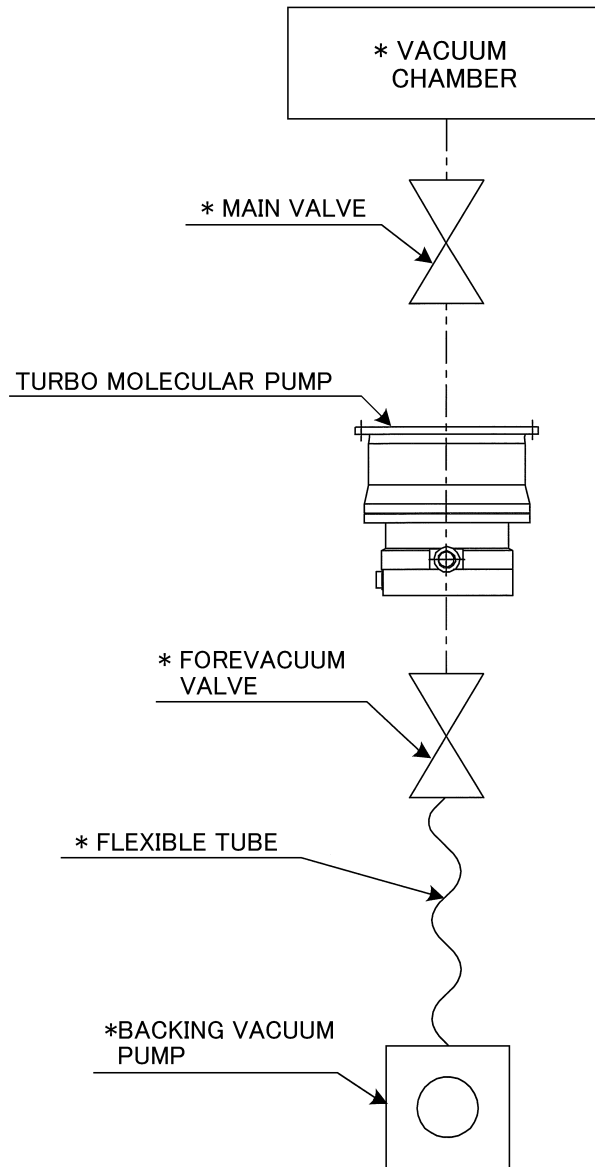 * VACUUM
CHAMBER
* MAIN VALVE
TURBO MOLECULAR PUMP
* FOREVACUUM
VALVE
* FLEXIBLE TUBE
*BACKING VACUUM
PUMP